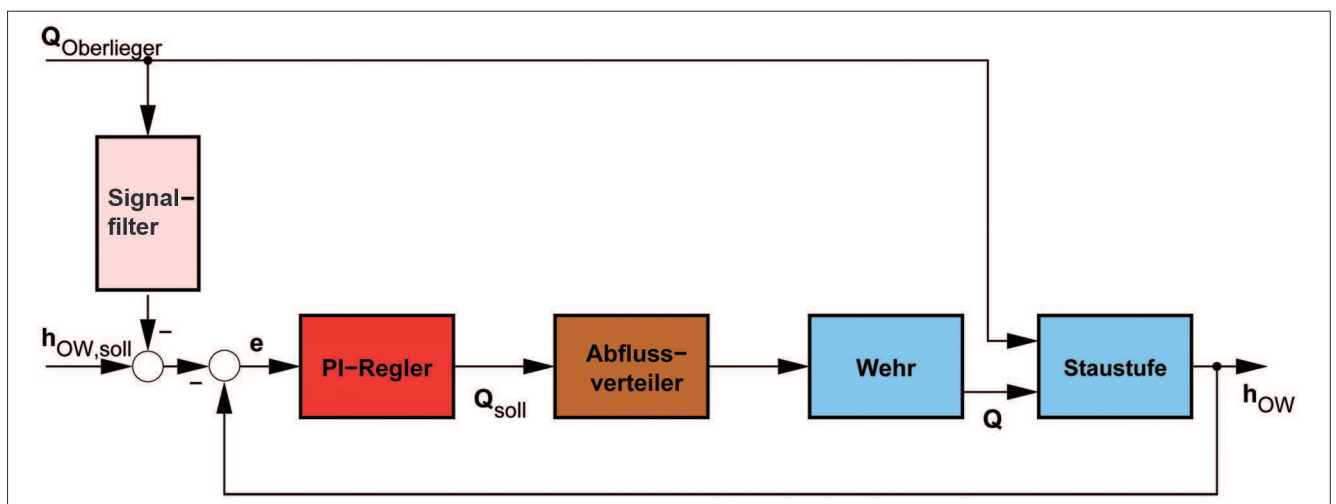 Q_Oberlieger
Signal–
filter
–
h_OW,soll
–
e
PI–Regler
Q_soll
Abfluss–
verteiler
Wehr
Q
Staustufe
h_OW